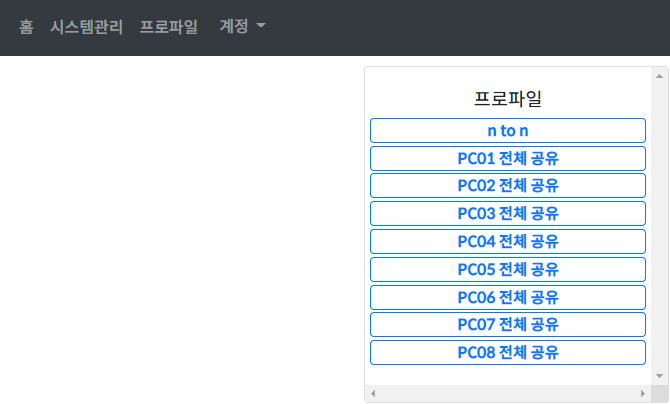 홈 시스템관리 프로파일 계정
프로파일
n to n
PC01 전체 공유
PC02 전체 공유
PC03 전체 공유
PC04 전체 공유
PC05 전체 공유
PC06 전체 공유
PC07 전체 공유
PC08 전체 공유